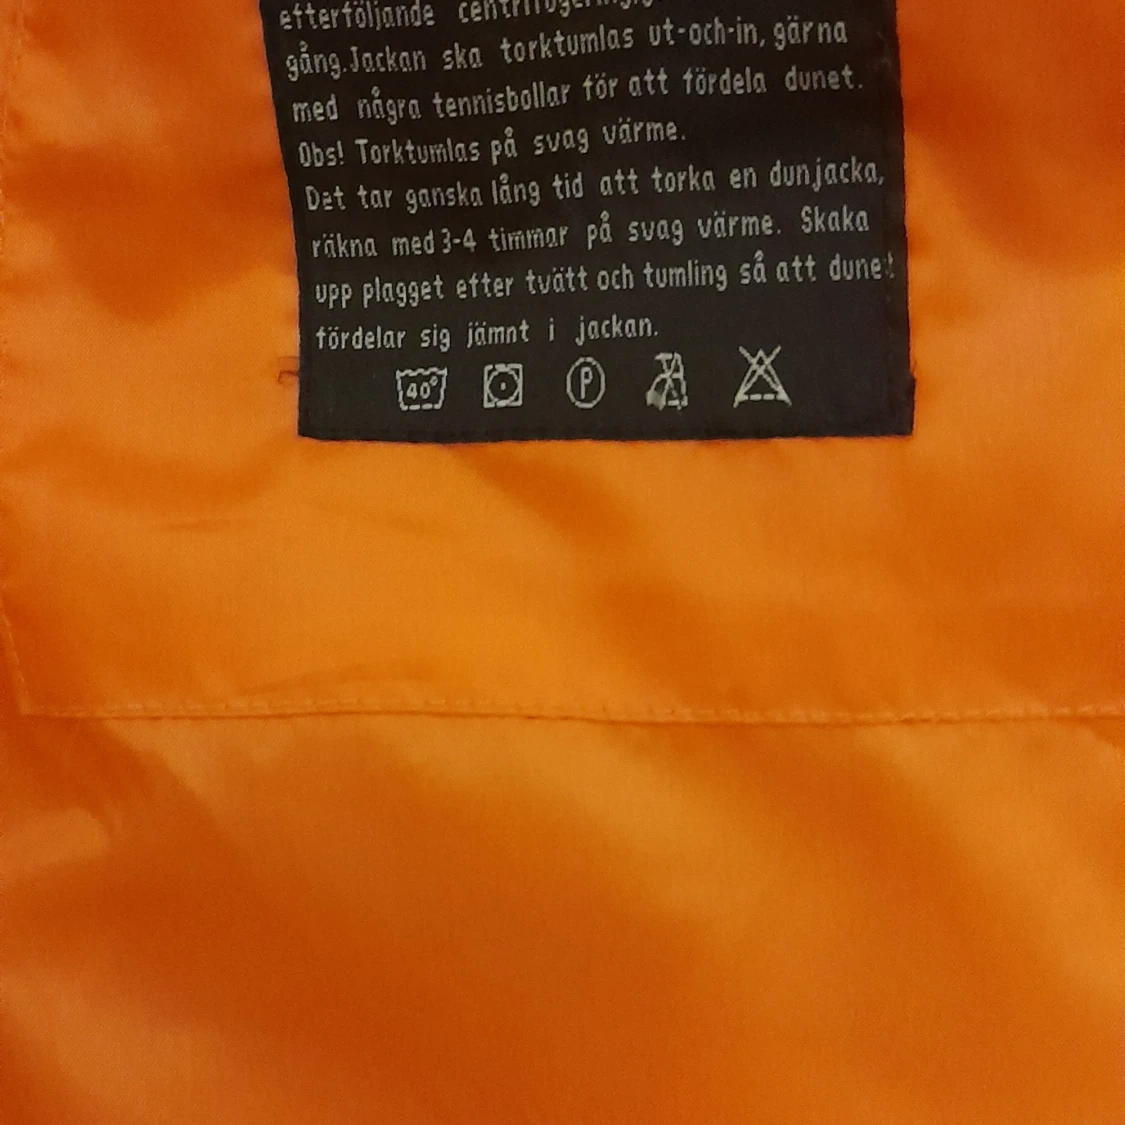 efterföljande
gång. Jackan ska torktumlas ut-och-in, gärna
med några tennisbollar för att fördela dunet.
Obs! Torktumlas på svag värme.
Det tar ganska lång tid att torka en dunjacka,
räkna med 3-4 timmar på svag värme. Skaka
upp plagget efter tvätt och tumling så att dunet
fördelar sig jämnt i jackan.
40° P